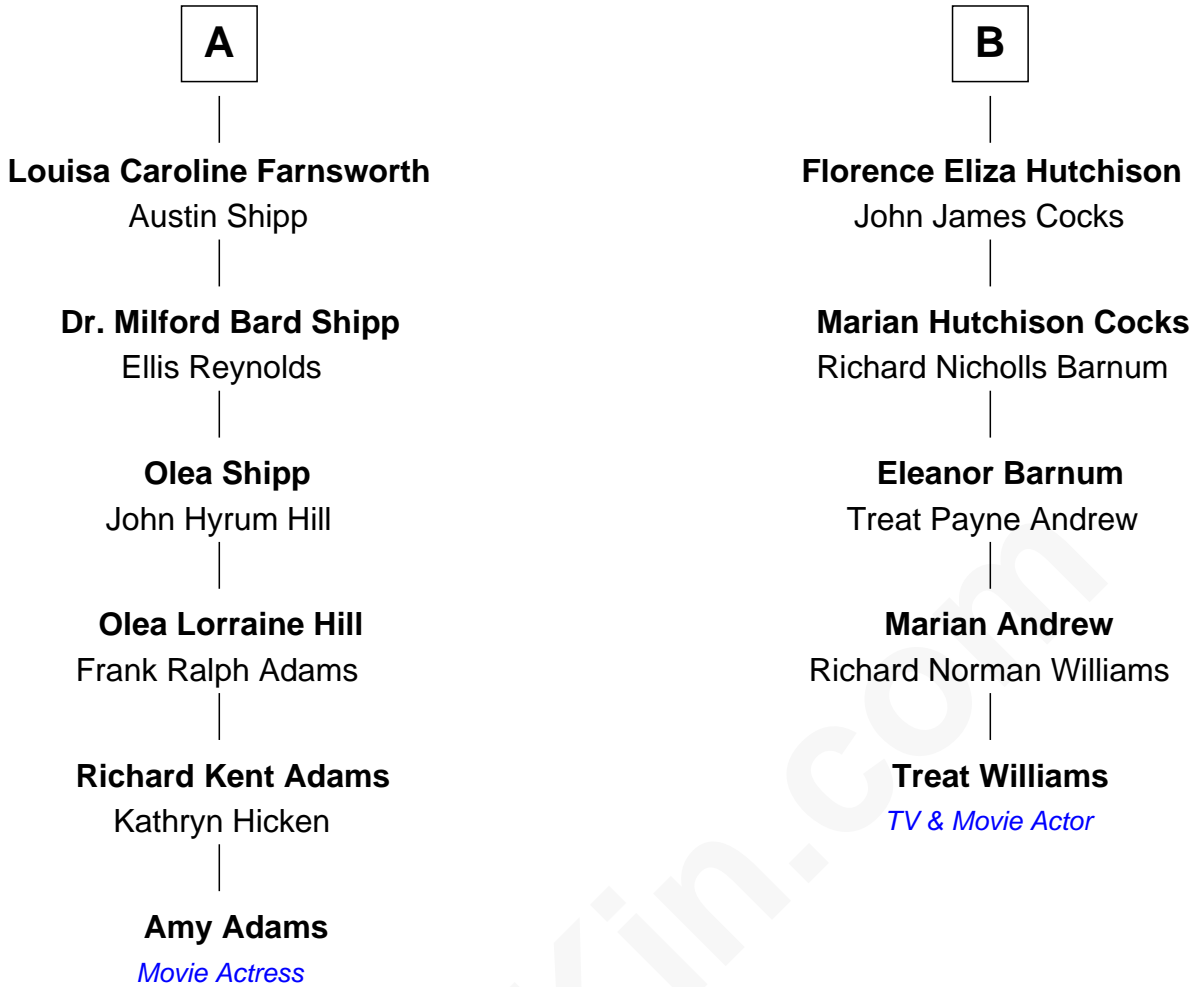 A
Louisa Caroline Farnsworth
Austin Shipp
Dr. Milford Bard Shipp
Ellis Reynolds
Olea Shipp
John Hyrum Hill
Olea Lorraine Hill
Frank Ralph Adams
Richard Kent Adams
Kathryn Hicken
Amy Adams
Movie Actress
B
Florence Eliza Hutchison
John James Cocks
Marian Hutchison Cocks
Richard Nicholls Barnum
Eleanor Barnum
Treat Payne Andrew
Marian Andrew
Richard Norman Williams
Treat Williams
TV & Movie Actor
Kin.com